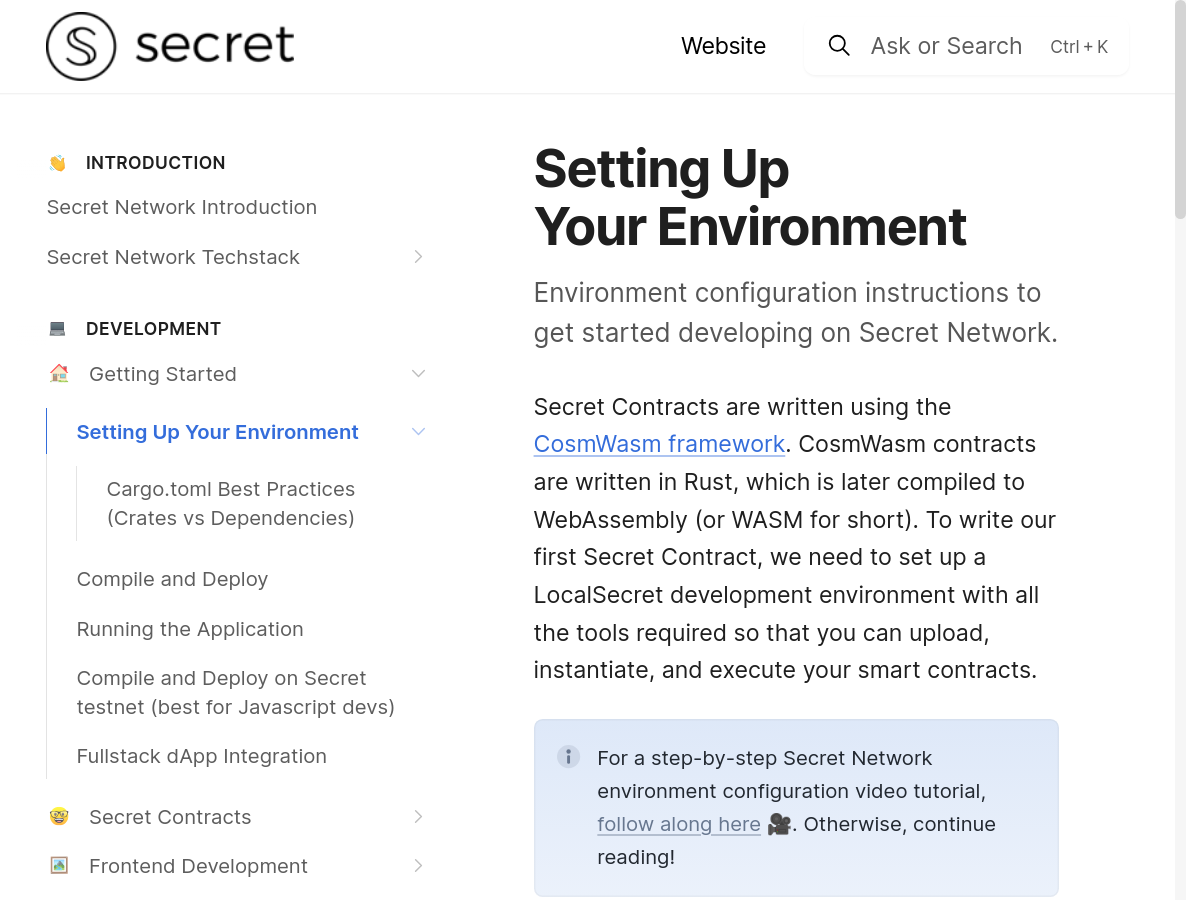 secret
Website
Ask or Search
Ctrl + K
INTRODUCTION
Secret Network Introduction
Secret Network Techstack
DEVELOPMENT
Getting Started
Setting Up Your Environment
Cargo.toml Best Practices
(Crates vs Dependencies)
Compile and Deploy
Running the Application
Compile and Deploy on Secret
testnet (best for Javascript devs)
Fullstack dApp Integration
Secret Contracts
Frontend Development
Setting Up
Your Environment
Environment configuration instructions to
get started developing on Secret Network.
Secret Contracts are written using the
CosmWasm framework. CosmWasm contracts
are written in Rust, which is later compiled to
WebAssembly (or WASM for short). To write our
first Secret Contract, we need to set up a
LocalSecret development environment with all
the tools required so that you can upload,
instantiate, and execute your smart contracts.
For a step-by-step Secret Network
environment configuration video tutorial,
follow along here 🎥. Otherwise, continue
reading!